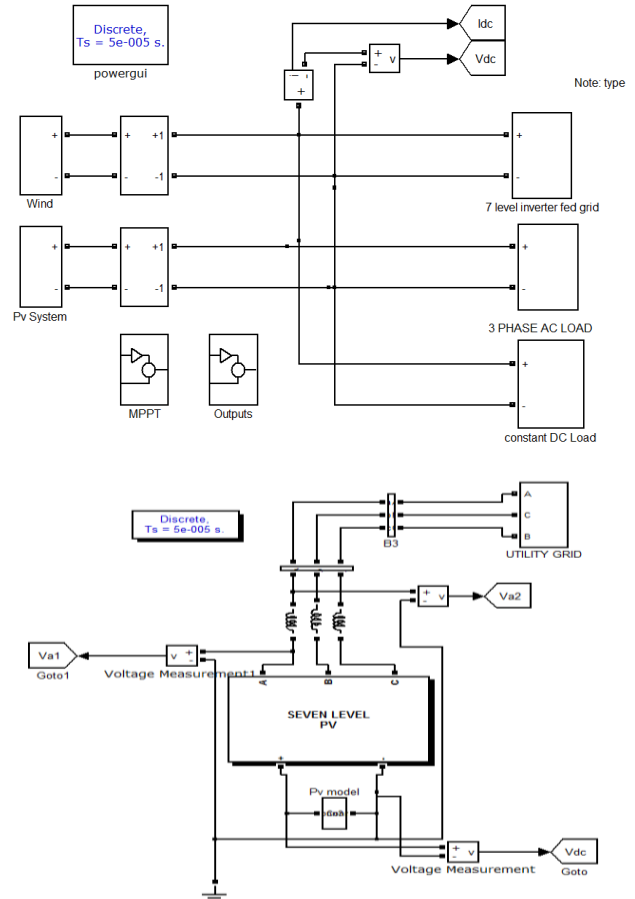 Discrete,
Ts = 5e-005 s.
powergui
Idc
Vdc
+
-
v
+
Note: type
+
-
Wind
+
-
+1
-1
+
-
7 level inverter fed grid
+
-
Pv System
+
-
+1
-1
+
-
3 PHASE AC LOAD
MPPT
Outputs
+
-
constant DC Load
Discrete,
Ts = 5e-005 s.
B3
A
C
B
UTILITY GRID
+
-
v
Va2
Va1
Goto1
v
+
-
Voltage Measurement1
A
B
C
SEVEN LEVEL
PV
+
-
Pv model
+
-
v
Voltage Measurement
Vdc
Goto